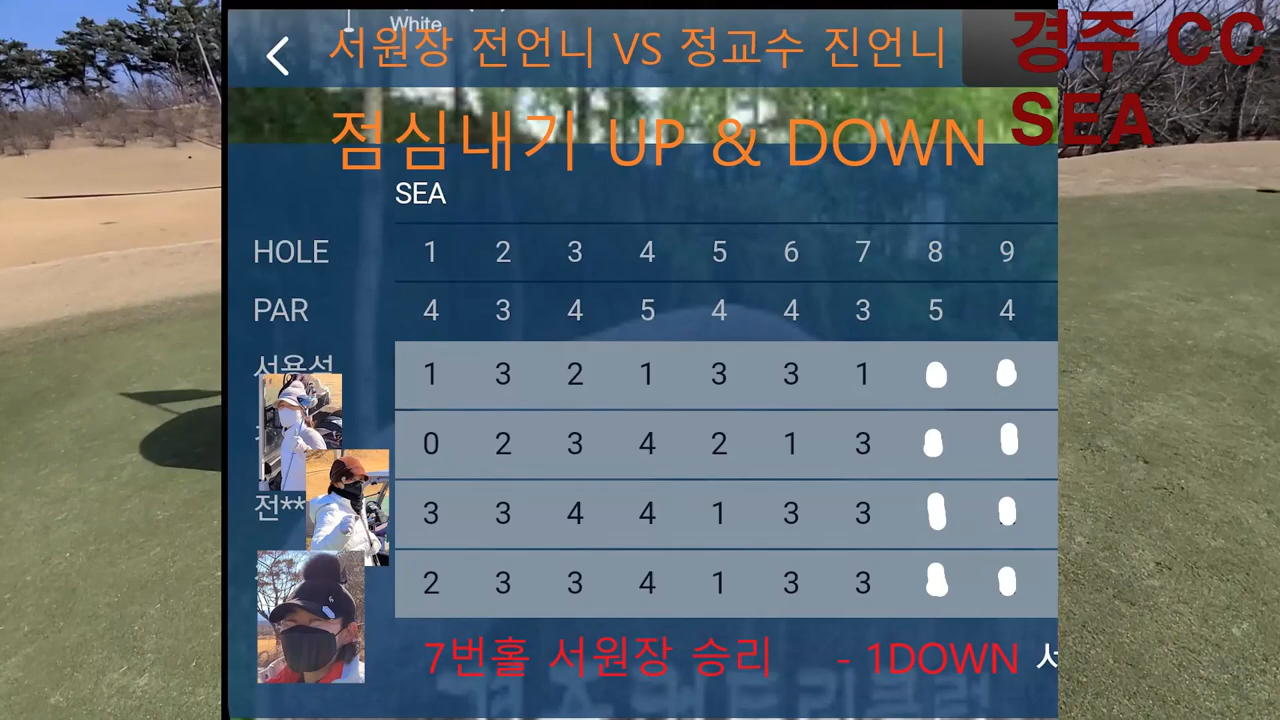 White
서원장 전언니 VS 정교수 진언니
경주 CC
SEA
점심내기 UP & DOWN
SEA
HOLE 1 2 3 4 5 6 7 8 9
PAR 4 3 4 5 4 4 3 5 4
1 3 2 1 3 3 1
0 2 3 4 2 1 3
전** 3 3 4 4 1 3 3
2 3 3 4 1 3 3
7번홀 서원장 승리 - 1DOWN 서